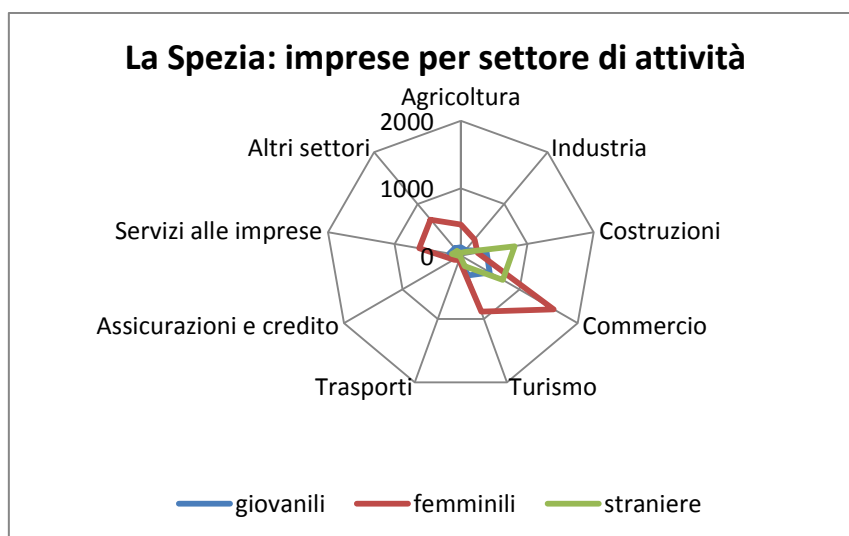 La Spezia: imprese per settore di attività
Agricoltura
2000
Altri settori
Industria
1000
Servizi alle imprese
Costruzioni
0
Assicurazioni e credito
Commercio
Trasporti
Turismo
giovanili femminili straniere